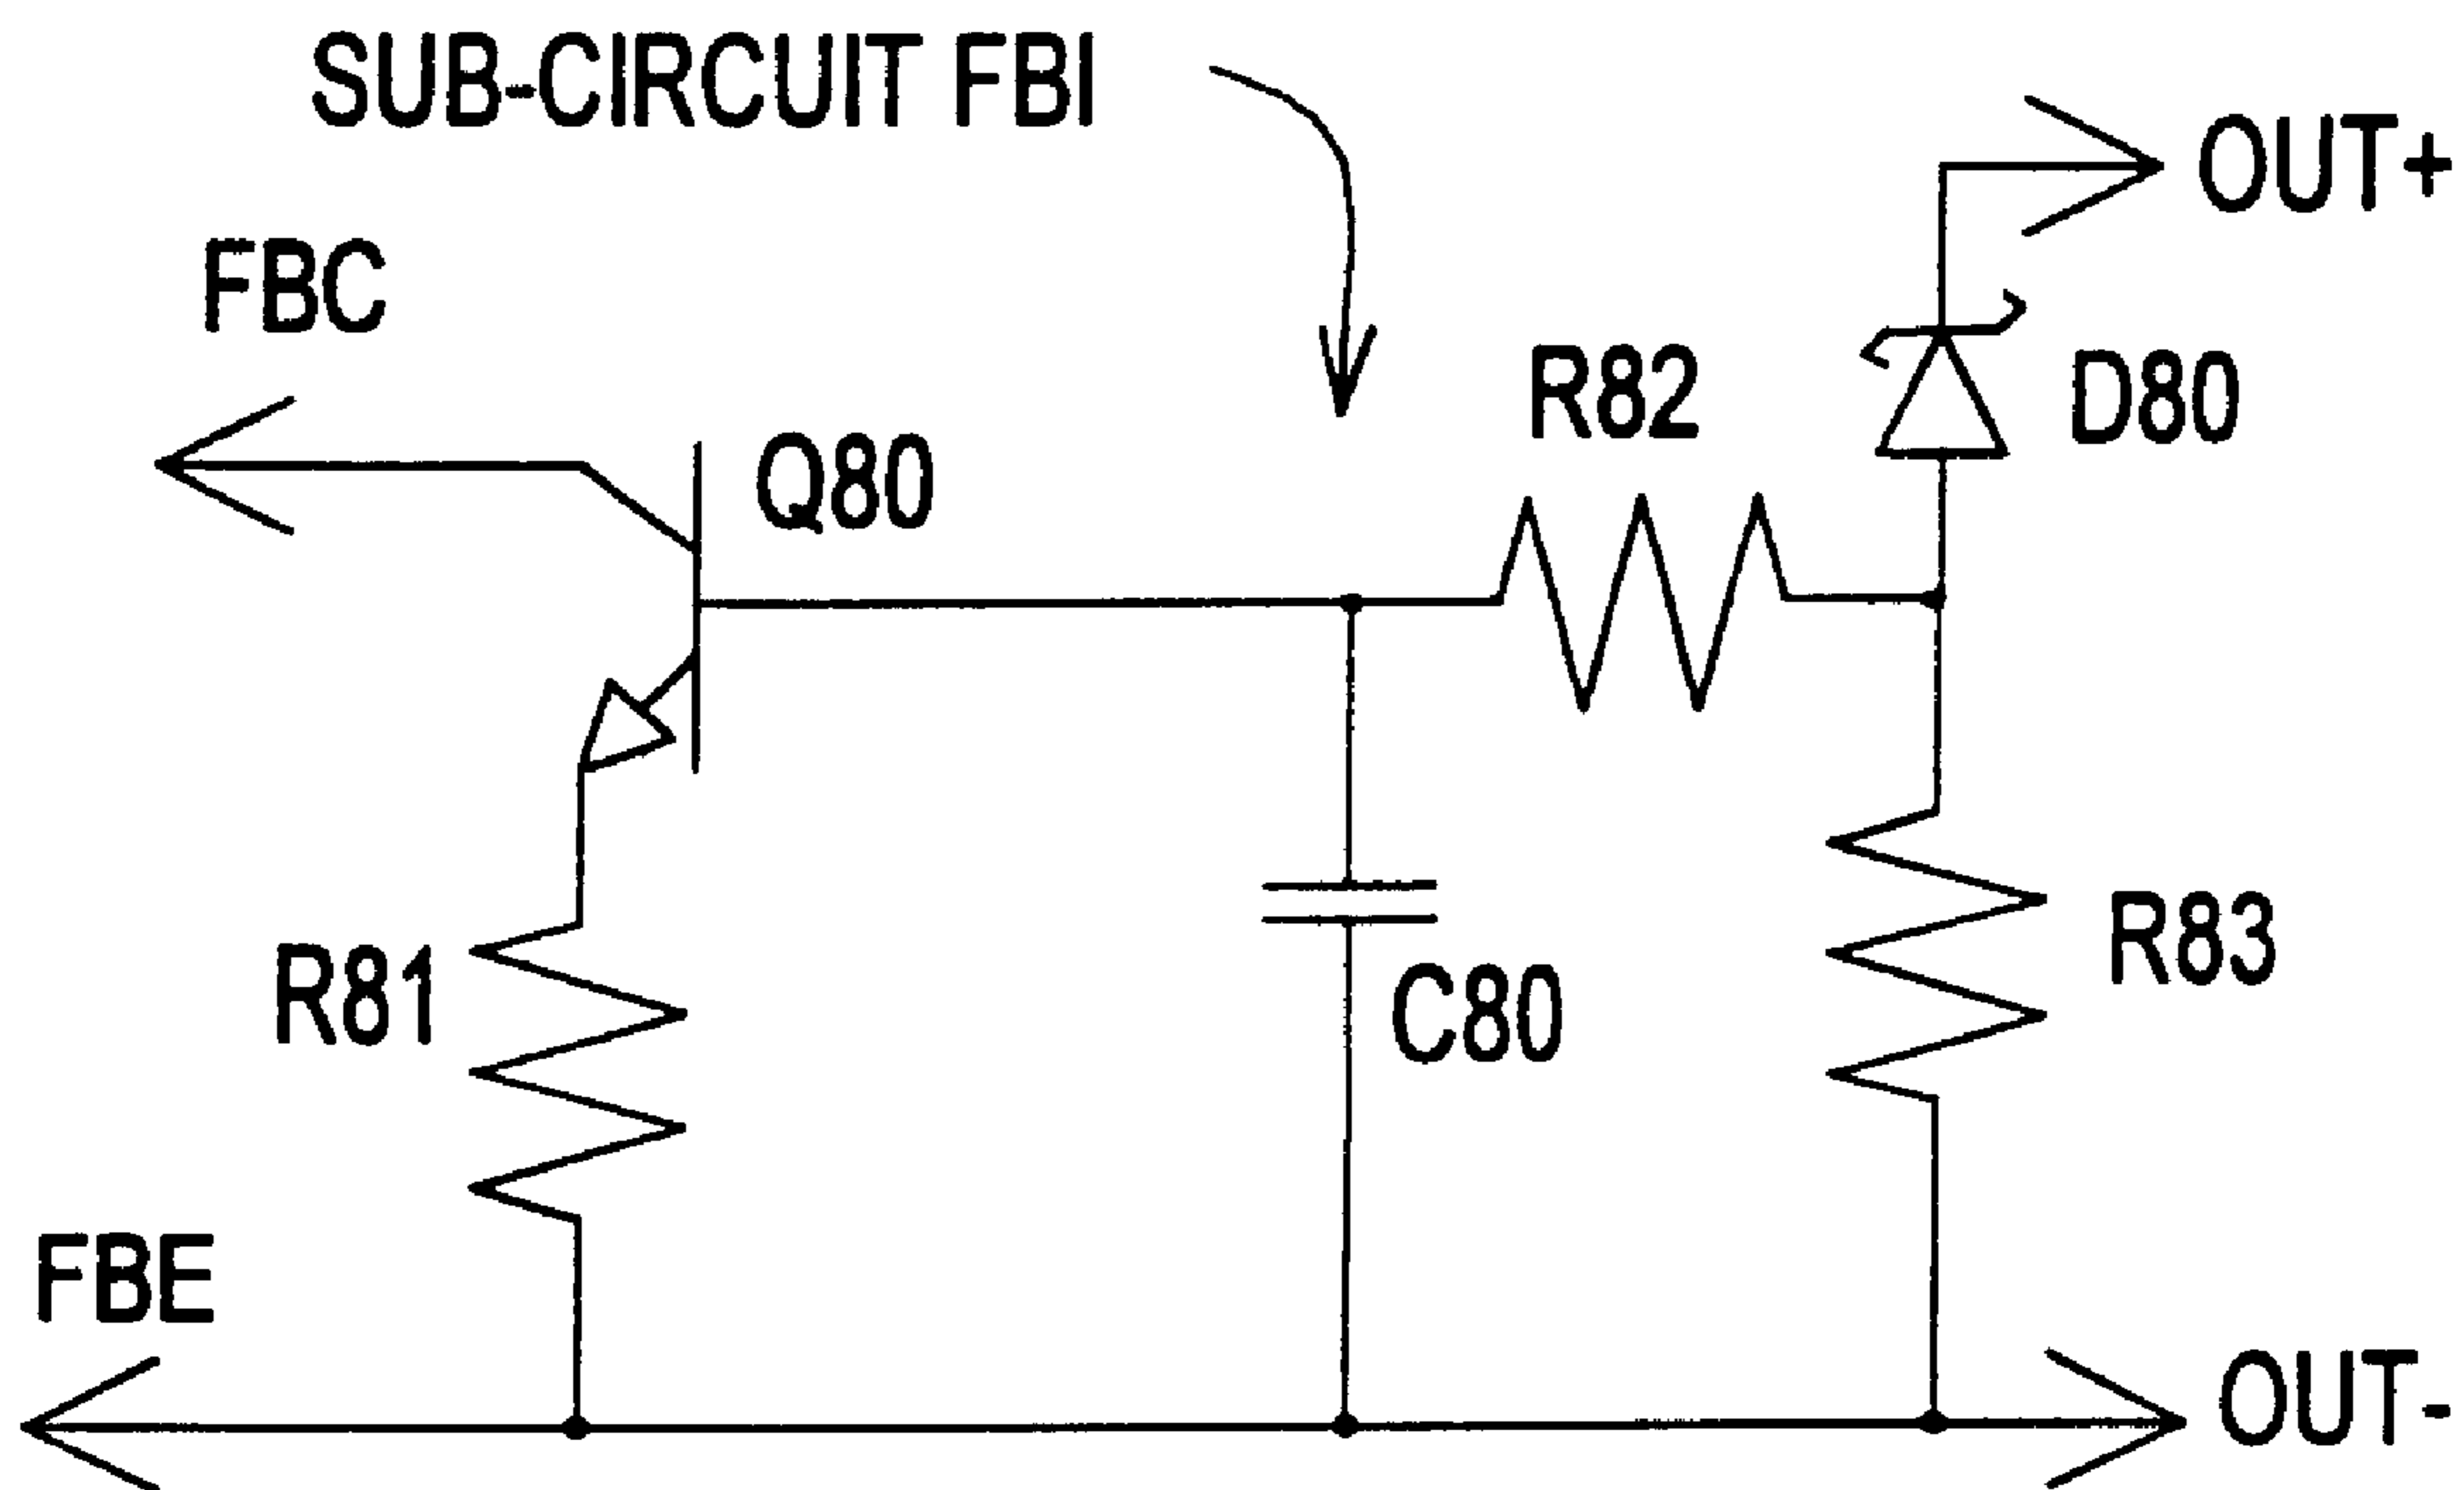 SUB-CIRCUIT FBI
OUT+
FBC
R82
D80
Q80
R83
R81
C80
FBE
OUT-